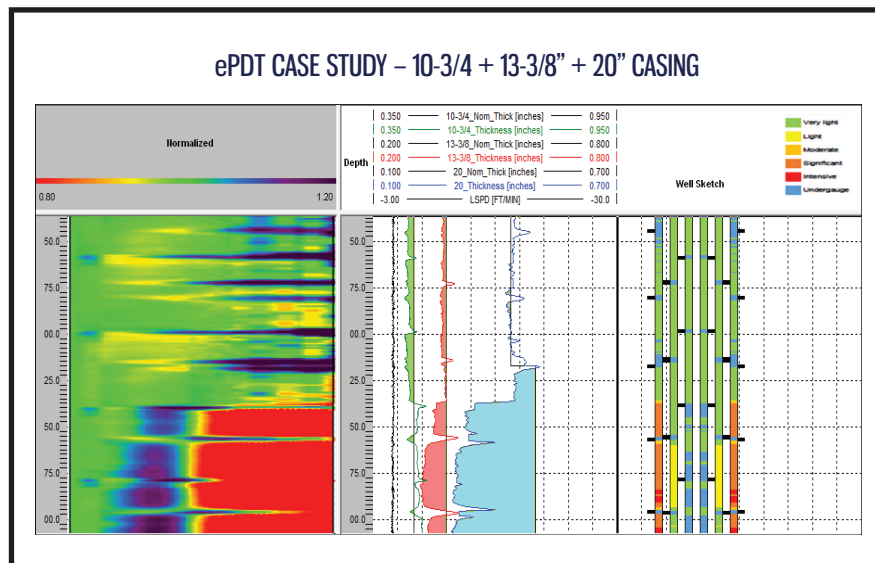 ePDT CASE STUDY – 10-3/4 + 13-3/8” + 20” CASING
Normalized
0.80 1.20
Depth
0.350 10-3/4_Nom_Thick [inches] 0.950
0.350 10-3/4_Thickness [inches] 0.950
0.200 13-3/8_Nom_Thick [inches] 0.800
0.200 13-3/8_Thickness [inches] 0.800
0.100 20_Nom_Thick [inches] 0.700
0.100 20_Thickness [inches] 0.700
-3.00 LSPD [FT/MIN] -30.0
Well Sketch
Very light
Light
Moderate
Significant
Intensive
Undergauge
50.0 50.0
75.0 75.0
00.0 00.0
25.0 25.0
50.0 50.0
75.0 75.0
00.0 00.0